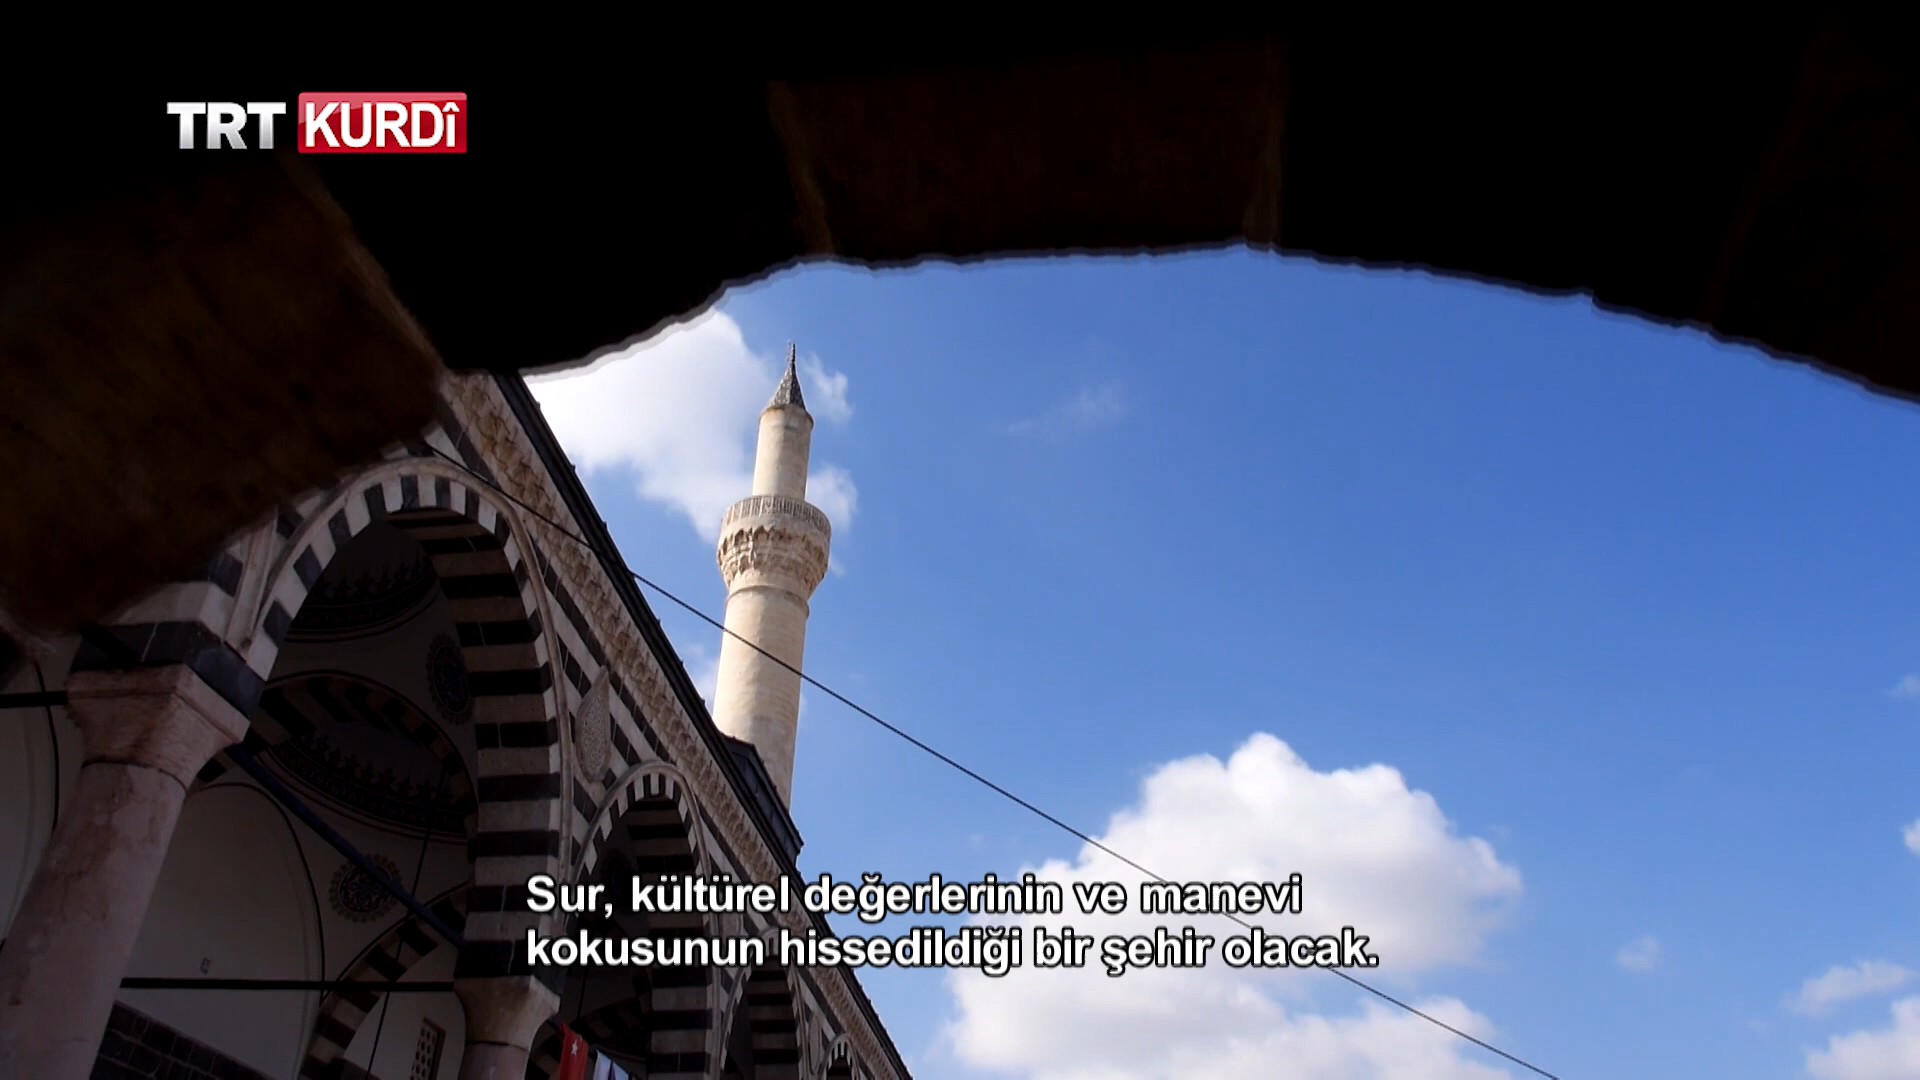 TRT KURDÎ
Sur, kültürel değerlerinin ve manevi
kokusunun hissedildiği bir şehir olacak.